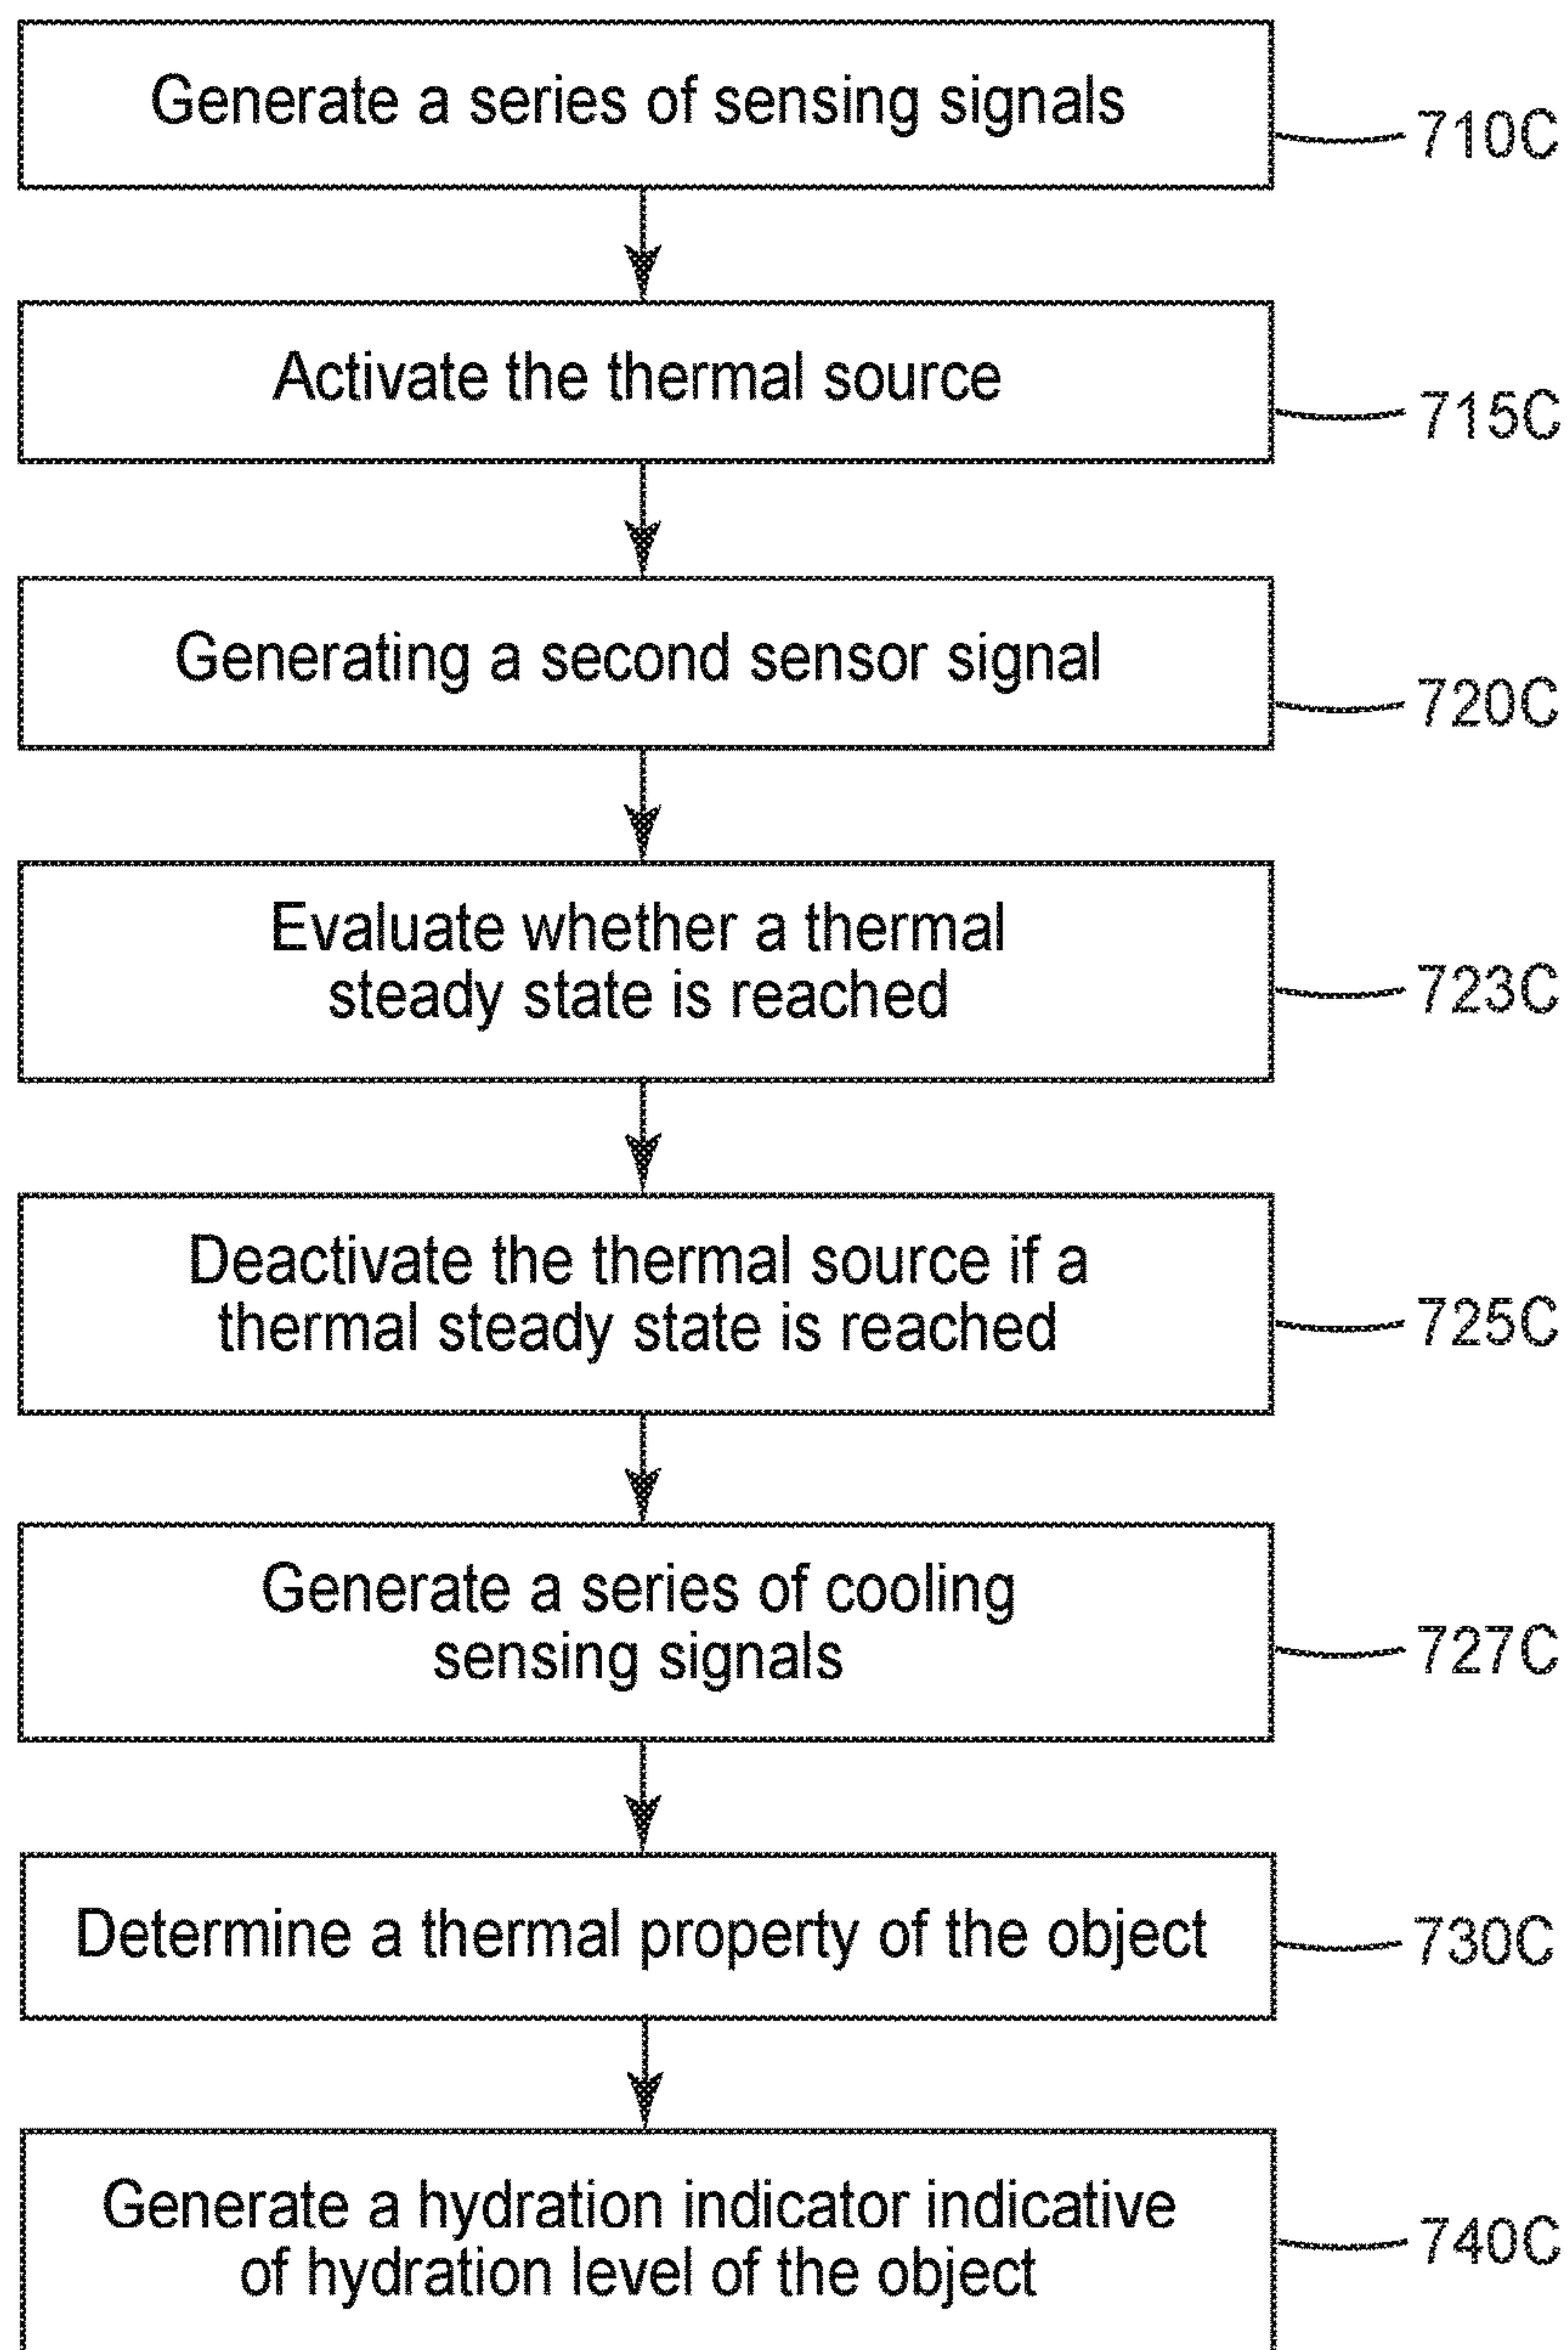 Generate a series of sensing signals
710C
Activate the thermal source
715C
Generating a second sensor signal
720C
Evaluate whether a thermal
steady state is reached
723C
Deactivate the thermal source if a
thermal steady state is reached
725C
Generate a series of cooling
sensing signals
727C
Determine a thermal property of the object
730C
Generate a hydration indicator indicative
of hydration level of the object
740C